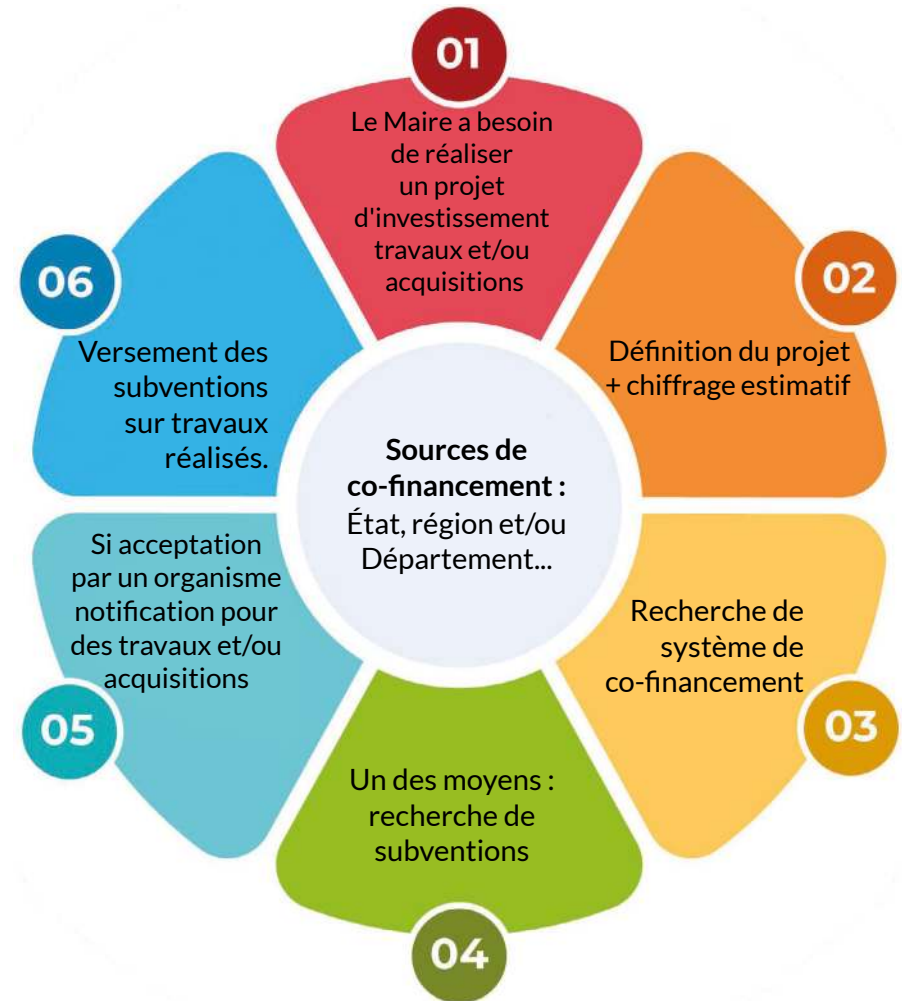 01
Le Maire a besoin
de réaliser
un projet
d'investissement
travaux et/ou
acquisitions
02
Définition du projet
+ chiffrage estimatif
03
Recherche de
système de
co-financement
04
Un des moyens :
recherche de
subventions
05
Si acceptation
par un organisme
notification pour
des travaux et/ou
acquisitions
06
Versement des
subventions
sur travaux
réalisés.
Sources de
co-financement :
État, région et/ou
Département...